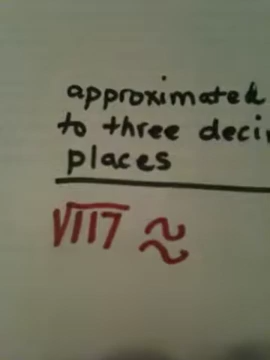 approximated
to three deci
places
√117 ≈